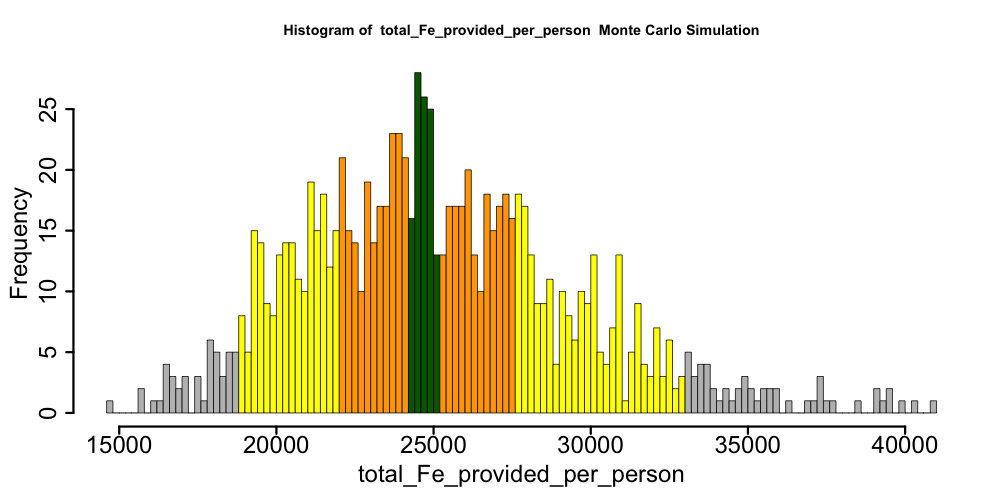 Histogram of total_Fe_provided_per_person Monte Carlo Simulation
25
20
15
10
5
0
Frequency
15000 20000 25000 30000 35000 40000
total_Fe_provided_per_person